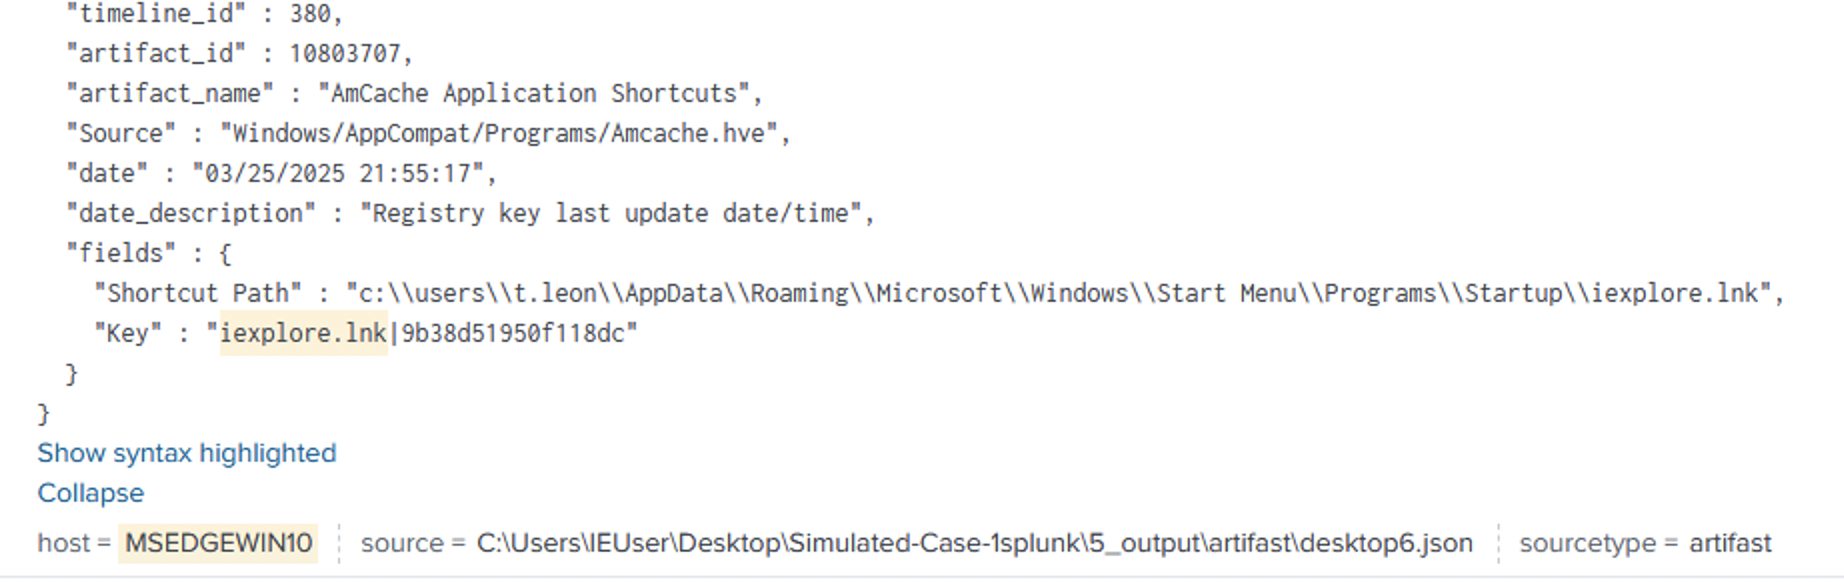 "timeline_id" : 380,
"artifact_id" : 10803707,
"artifact_name" : "AmCache Application Shortcuts",
"Source" : "Windows/AppCompat/Programs/Amcache.hve",
"date" : "03/25/2025 21:55:17",
"date_description" : "Registry key last update date/time",
"fields" : {
"Shortcut Path" : "c:\\users\\t.leon\\AppData\\Roaming\\Microsoft\\Windows\\Start Menu\\Programs\\Startup\\iexplore.lnk",
"Key" : "iexplore.lnk|9b38d51950f118dc"
}
}
Show syntax highlighted
Collapse
host = MSEDGEWIN10 source = C:\Users\IEUser\Desktop\Simulated-Case-1splunk\5_output\artifast\desktop6.json sourcetype = artifast